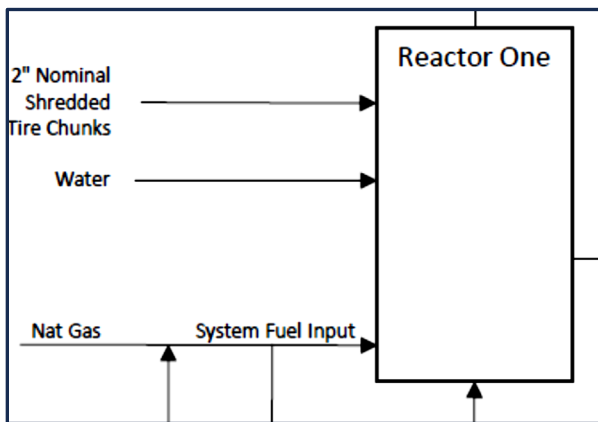 Reactor One
2" Nominal
Shredded
Tire Chunks
Water
Nat Gas
System Fuel Input